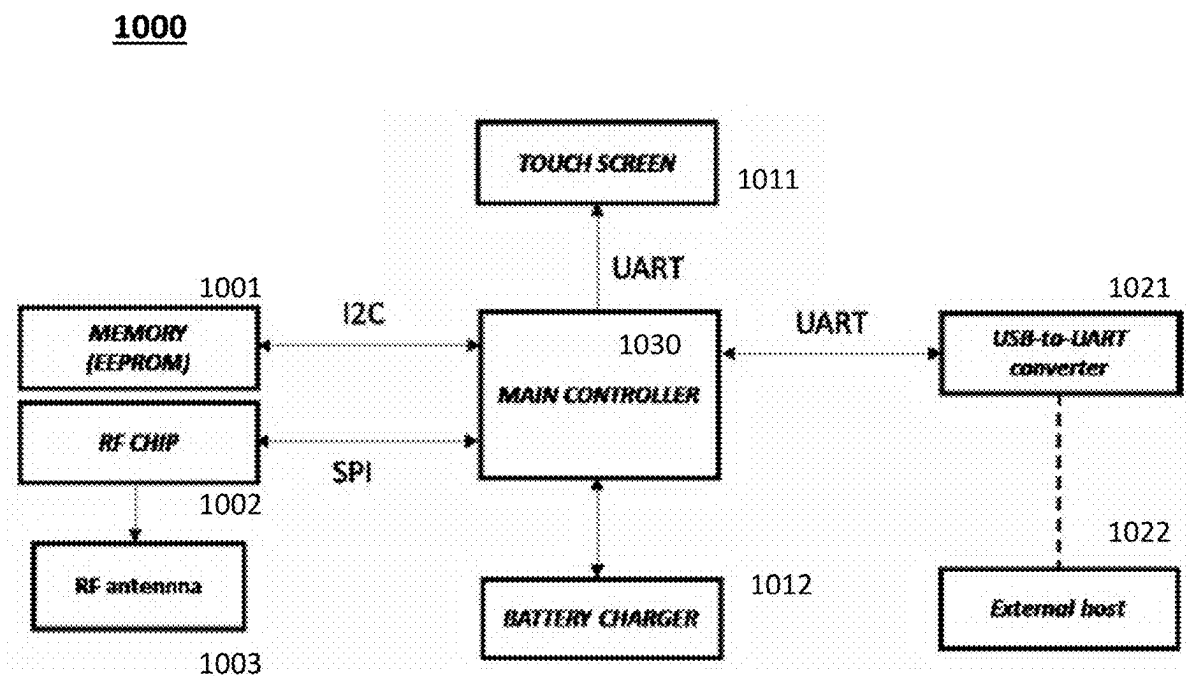 1000
TOUCH SCREEN
1011
UART
1001
MEMORY
(EEPROM)
I2C
1030
MAIN CONTROLLER
UART
1021
USB-to-UART
converter
RF CHIP
SPI
1002
RF antennna
1003
BATTERY CHARGER
1012
1022
External host